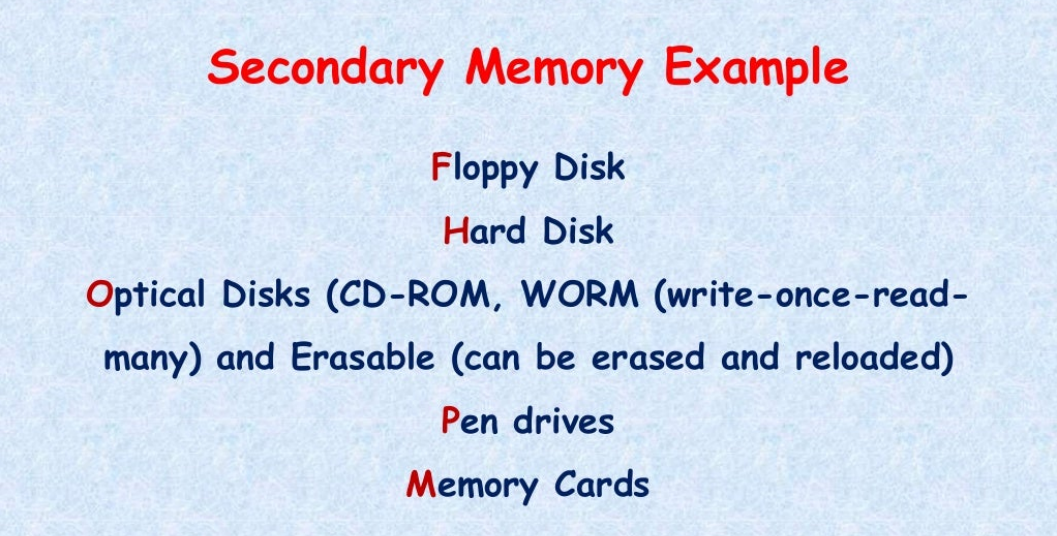 Secondary Memory Example
Floppy Disk
Hard Disk
Optical Disks (CD-ROM, WORM (write-once-read-
many) and Erasable (can be erased and reloaded)
Pen drives
Memory Cards